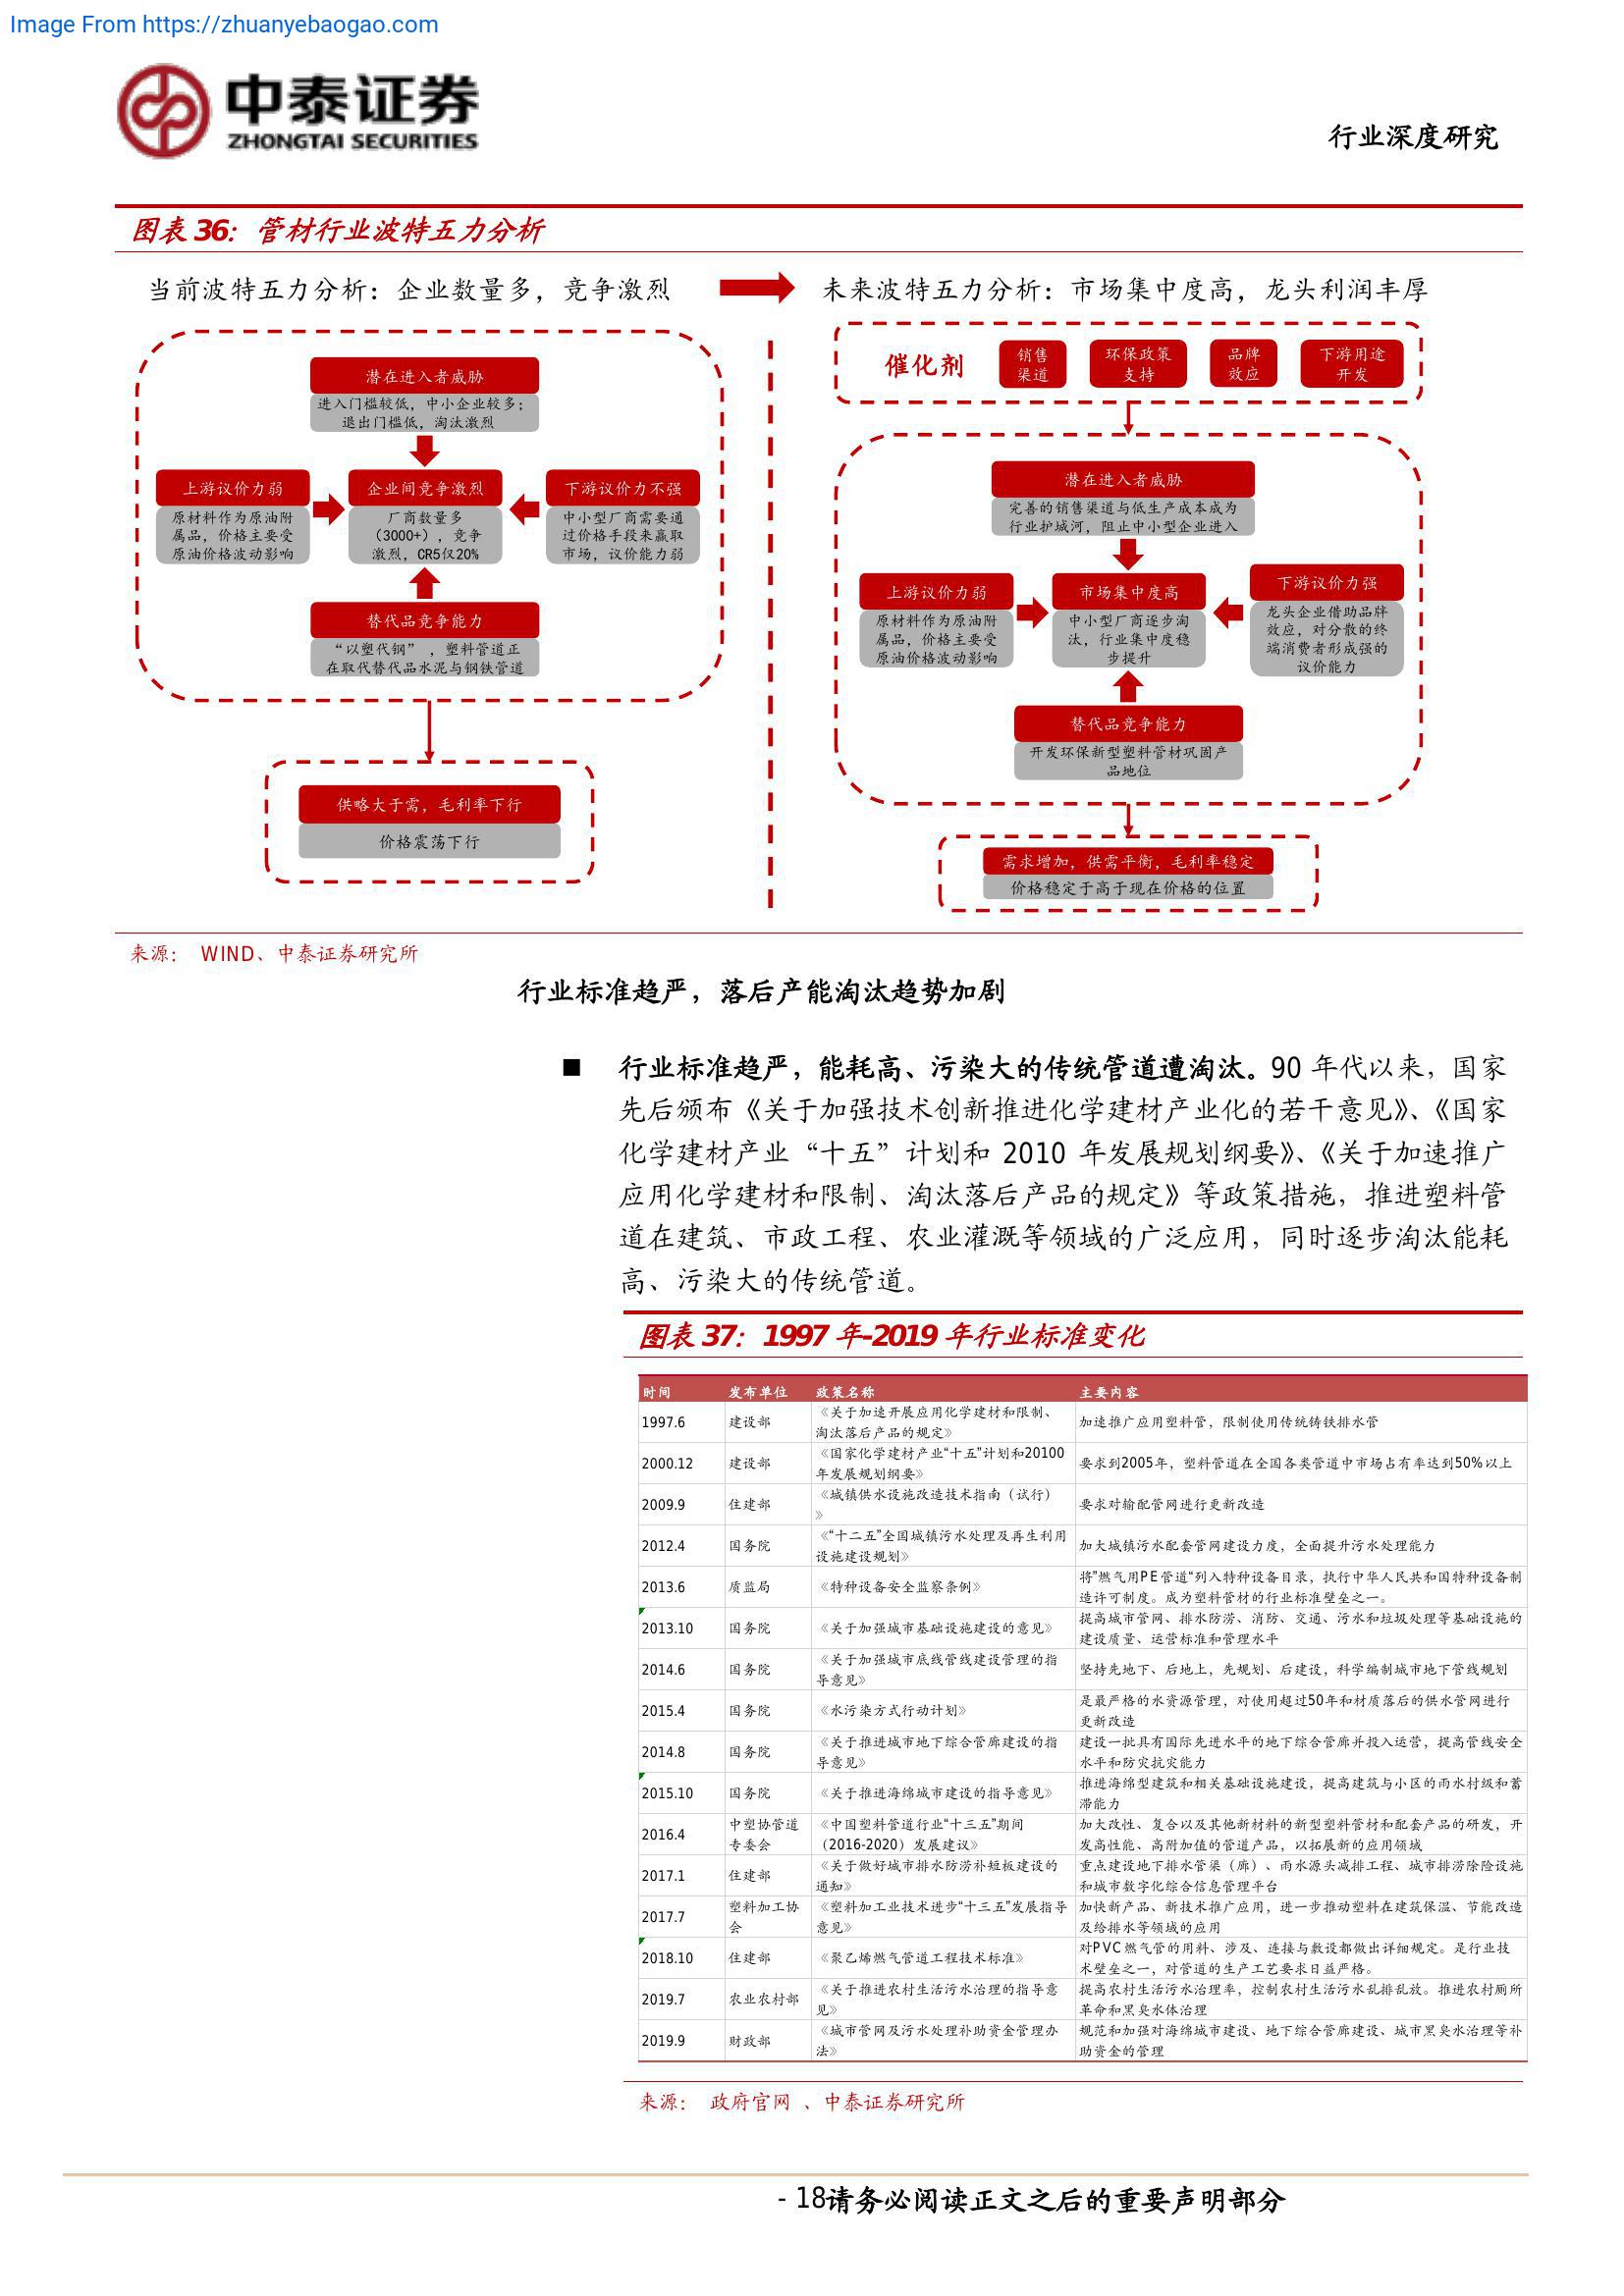 Image From https://zhuanyebaogao.com
中泰证券
ZHONGTAI SECURITIES
行业深度研究
图表 36：管材行业波特五力分析
当前波特五力分析：企业数量多，竞争激烈
潜在进入者威胁
进入门槛较低，中小企业较多；
退出门槛低，淘汰激烈
上游议价力弱
原材料作为原油附
属品，价格主要受
原油价格波动影响
企业间竞争激烈
厂商数量多
（3000+），竞争
激烈，CR5仅20%
下游议价力不强
中小型厂商需要通
过价格手段来赢取
市场，议价能力弱
替代品竞争能力
“以塑代钢”，塑料管道正
在取代替代品水泥与钢铁管道
供略大于需，毛利率下行
价格震荡下行
未来波特五力分析：市场集中度高，龙头利润丰厚
催化剂
销售
渠道
环保政策
支持
品牌
效应
下游用途
开发
潜在进入者威胁
完善的销售渠道与低生产成本成为
行业护城河，阻止中小型企业进入
上游议价力弱
原材料作为原油附
属品，价格主要受
原油价格波动影响
市场集中度高
中小型厂商逐步淘
汰，行业集中度稳
步提升
下游议价力强
龙头企业借助品牌
效应，对分散的终
端消费者形成强的
议价能力
替代品竞争能力
开发环保新型塑料管材巩固产
品地位
需求增加，供需平衡，毛利率稳定
价格稳定于高于现在价格的位置
来源： WIND、中泰证券研究所
行业标准趋严，落后产能淘汰趋势加剧
■ 行业标准趋严，能耗高、污染大的传统管道遭淘汰。90 年代以来，国家
先后颁布《关于加强技术创新推进化学建材产业化的若干意见》、《国家
化学建材产业“十五”计划和 2010 年发展规划纲要》、《关于加速推广
应用化学建材和限制、淘汰落后产品的规定》等政策措施，推进塑料管
道在建筑、市政工程、农业灌溉等领域的广泛应用，同时逐步淘汰能耗
高、污染大的传统管道。
图表 37：1997 年-2019 年行业标准变化
时间 发布单位 政策名称 主要内容
1997.6 建设部 《关于加速开展应用化学建材和限制、
淘汰落后产品的规定》 加速推广应用塑料管，限制使用传统铸铁排水管
2000.12 建设部 《国家化学建材产业“十五”计划和20100
年发展规划纲要》 要求到2005年，塑料管道在全国各类管道中市场占有率达到50%以上
2009.9 住建部 《城镇供水设施改造技术指南（试行）
》 要求对输配管网进行更新改造
2012.4 国务院 《“十二五”全国城镇污水处理及再生利用
设施建设规划》 加大城镇污水配套管网建设力度，全面提升污水处理能力
2013.6 质监局 《特种设备安全监察条例》 将”燃气用PE管道“列入特种设备目录，执行中华人民共和国特种设备制
造许可制度。成为塑料管材的行业标准壁垒之一。
2013.10 国务院 《关于加强城市基础设施建设的意见》 提高城市管网、排水防涝、消防、交通、污水和垃圾处理等基础设施的
建设质量、运营标准和管理水平
2014.6 国务院 《关于加强城市底线管线建设管理的指
导意见》 坚持先地下、后地上，先规划、后建设，科学编制城市地下管线规划
2015.4 国务院 《水污染方式行动计划》 是最严格的水资源管理，对使用超过50年和材质落后的供水管网进行
更新改造
2014.8 国务院 《关于推进城市地下综合管廊建设的指
导意见》 建设一批具有国际先进水平的地下综合管廊并投入运营，提高管线安全
水平和防灾抗灾能力
2015.10 国务院 《关于推进海绵城市建设的指导意见》 推进海绵型建筑和相关基础设施建设，提高建筑与小区的雨水村级和蓄
滞能力
2016.4 中塑协管道
专委会 《中国塑料管道行业“十三五”期间
（2016-2020）发展建议》 加大改性、复合以及其他新材料的新型塑料管材和配套产品的研发，开
发高性能、高附加值的管道产品，以拓展新的应用领域
2017.1 住建部 《关于做好城市排水防涝补短板建设的
通知》 重点建设地下排水管渠（廊）、雨水源头减排工程、城市排涝除险设施
和城市数字化综合信息管理平台
2017.7 塑料加工协
会 《塑料加工业技术进步“十三五”发展指导
意见》 加快新产品、新技术推广应用，进一步推动塑料在建筑保温、节能改造
及给排水等领域的应用
2018.10 住建部 《聚乙烯燃气管道工程技术标准》 对PVC燃气管的用料、涉及、连接与敷设都做出详细规定。是行业技
术壁垒之一，对管道的生产工艺要求日益严格。
2019.7 农业农村部 《关于推进农村生活污水治理的指导意
见》 提高农村生活污水治理率，控制农村生活污水乱排乱放。推进农村厕所
革命和黑臭水体治理
2019.9 财政部 《城市管网及污水处理补助资金管理办
法》 规范和加强对海绵城市建设、地下综合管廊建设、城市黑臭水治理等补
助资金的管理
来源： 政府官网 、中泰证券研究所
- 18请务必阅读正文之后的重要声明部分